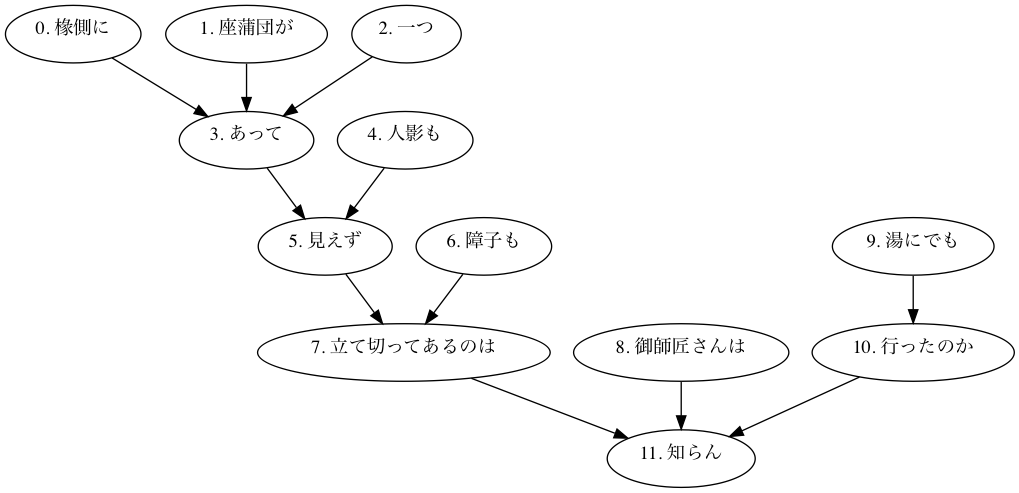 0. 椽側に
1. 座蒲団が
2. 一つ
3. あって
4. 人影も
5. 見えず
6. 障子も
7. 立て切ってあるのは
8. 御師匠さんは
9. 湯にでも
10. 行ったのか
11. 知らん